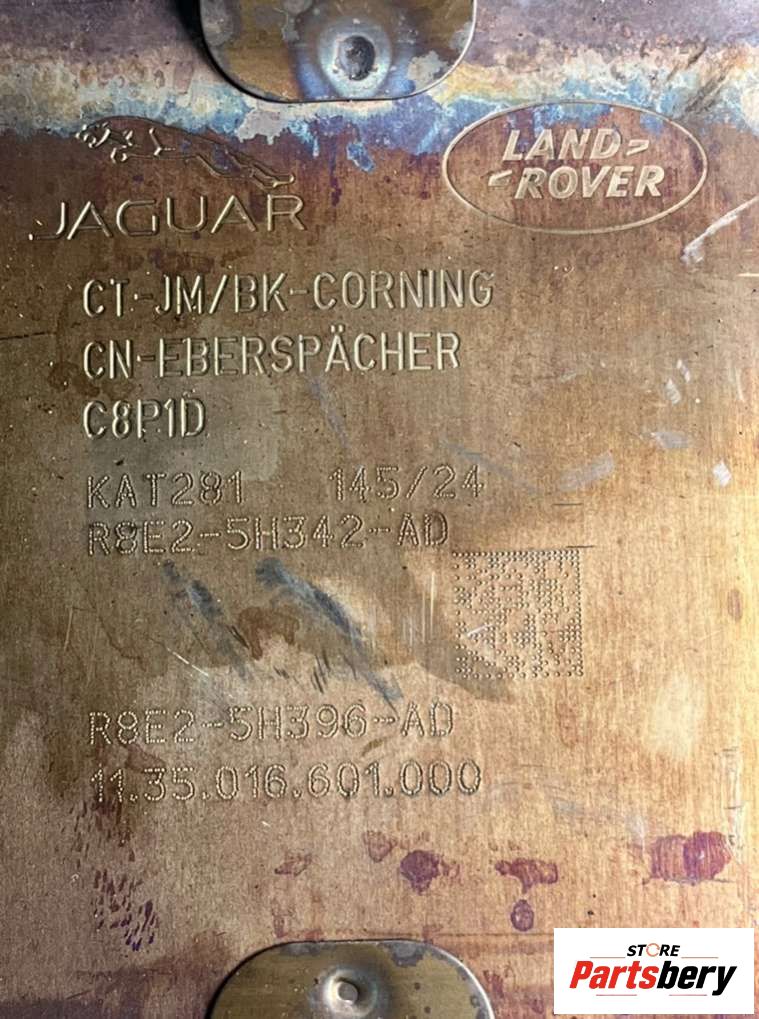 JAGUAR
LAND
ROVER
CT-JM/BK-CORNING
CN-EBERSPÄCHER
C8P1D
KAT281 145/24
R8E2-5H342-AD
R8E2-5H396-AD
11.35.016.601.000
STORE
Partsbery